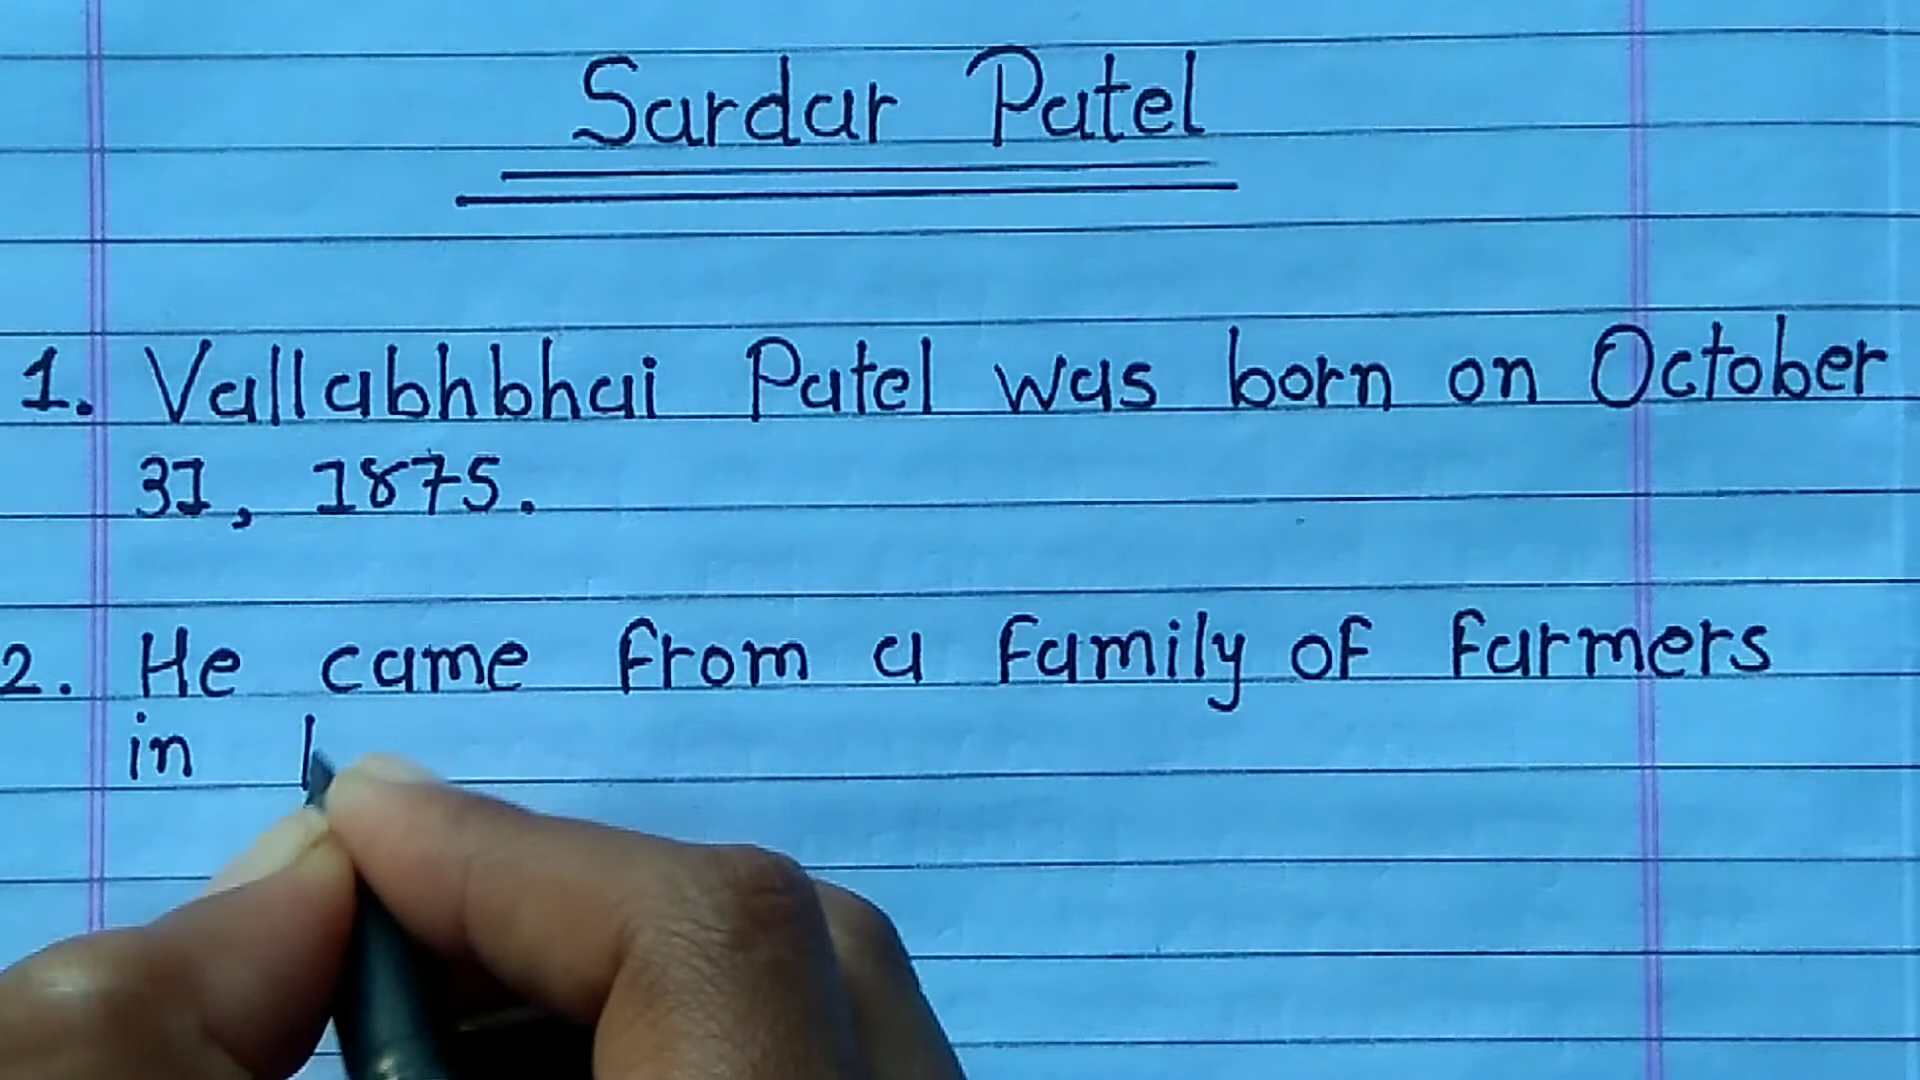 Sardar Patel
1. Vallabhbhai Patel was born on October
31, 1875.
2. He came from a family of farmers
in